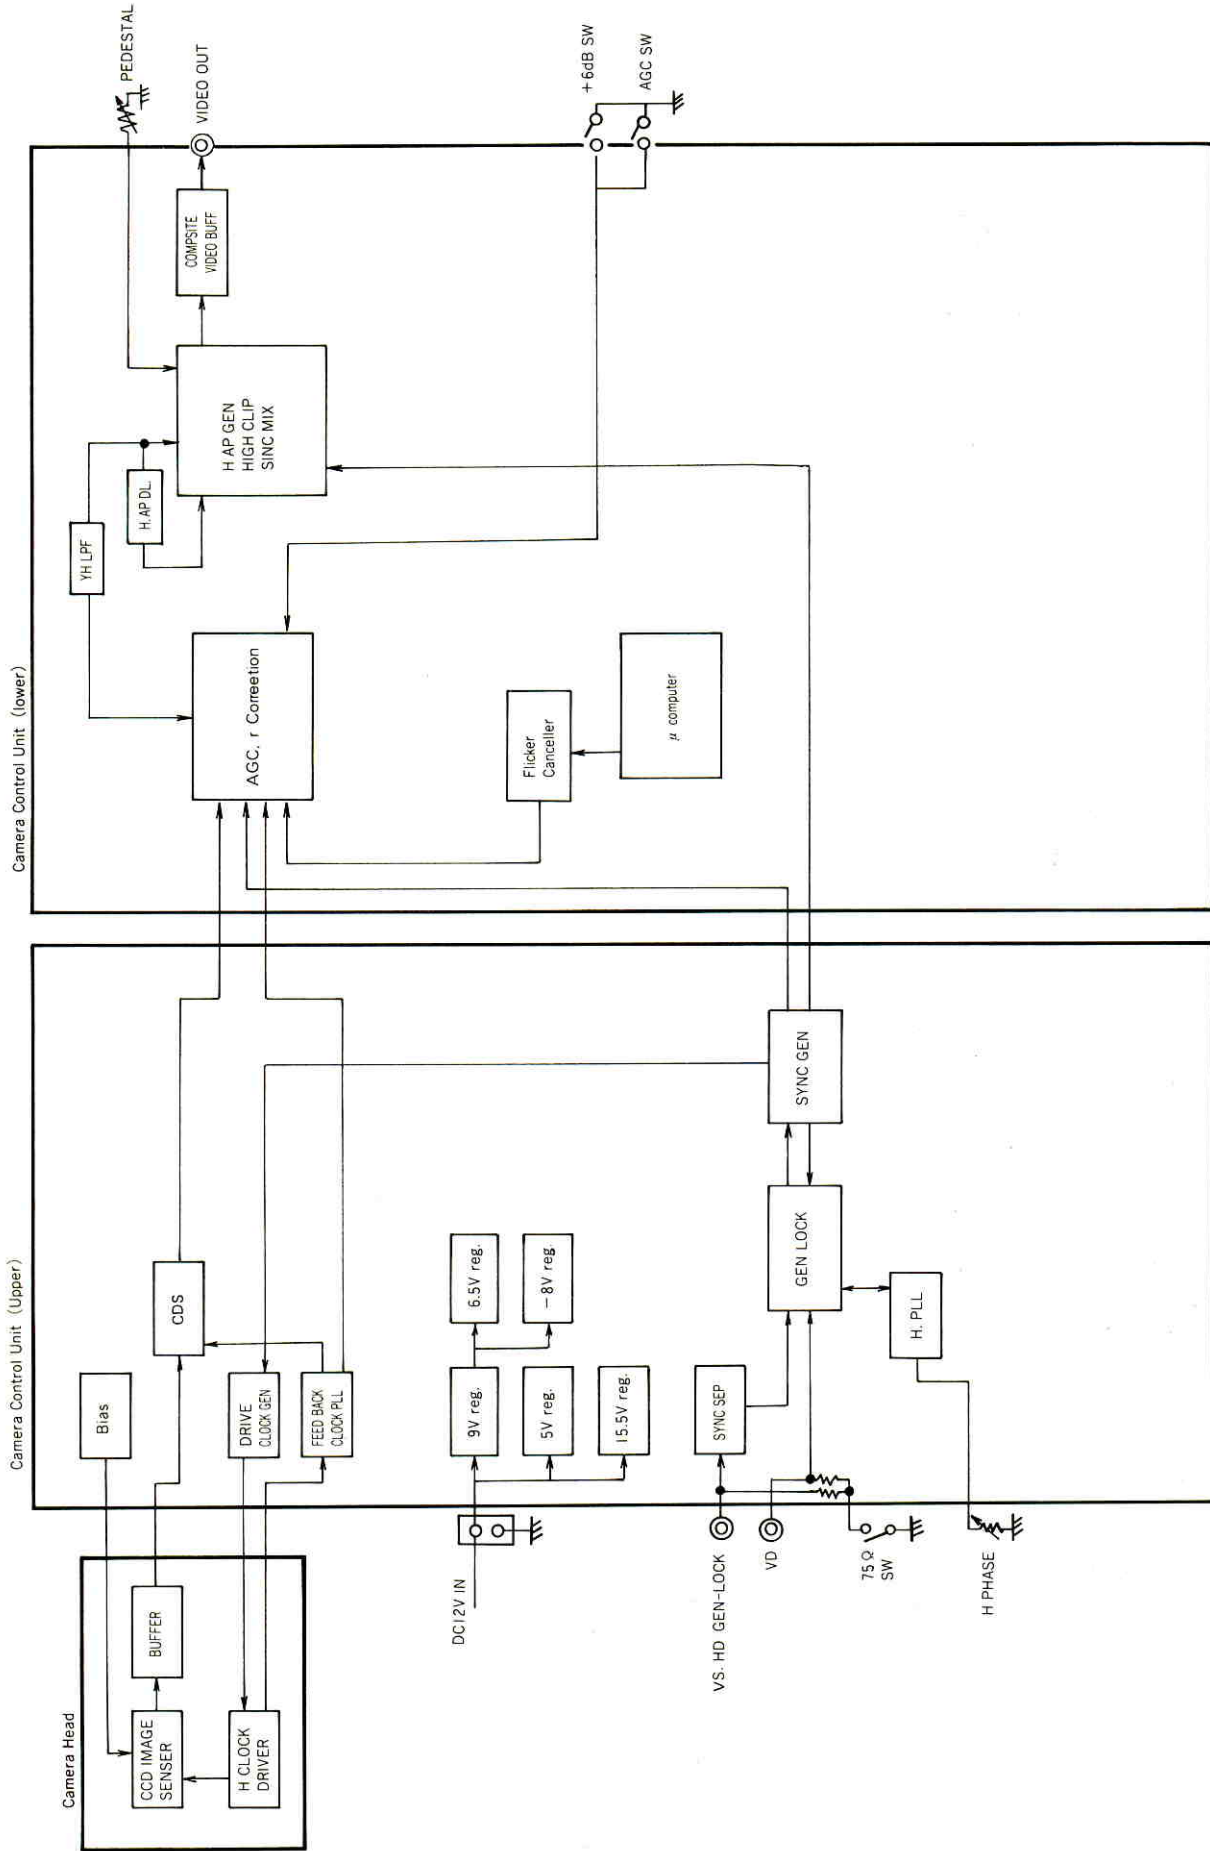 Camera Head
CCD IMAGE
SENSER
BUFFER
H CLOCK
DRIVER
Camera Control Unit (Upper)
Bias
CDS
DRIVE
CLOCK GEN
FEED BACK
CLOCK PLL
DC12V IN
9V reg.
6.5V reg.
5V reg.
-8V reg.
15.5V reg.
VS. HD GEN-LOCK
VD
75Ω
SW
H PHASE
SYNC SEP
GEN LOCK
SYNC GEN
H. PLL
Camera Control Unit (lower)
YH LPF
H. AP DL.
AGC. r Correetion
H AP GEN
HIGH CLIP
SINC MIX
COMPSITE
VIDEO BUFF
Flicker
Canceller
μ computer
PEDESTAL
VIDEO OUT
+6dB SW
AGC SW